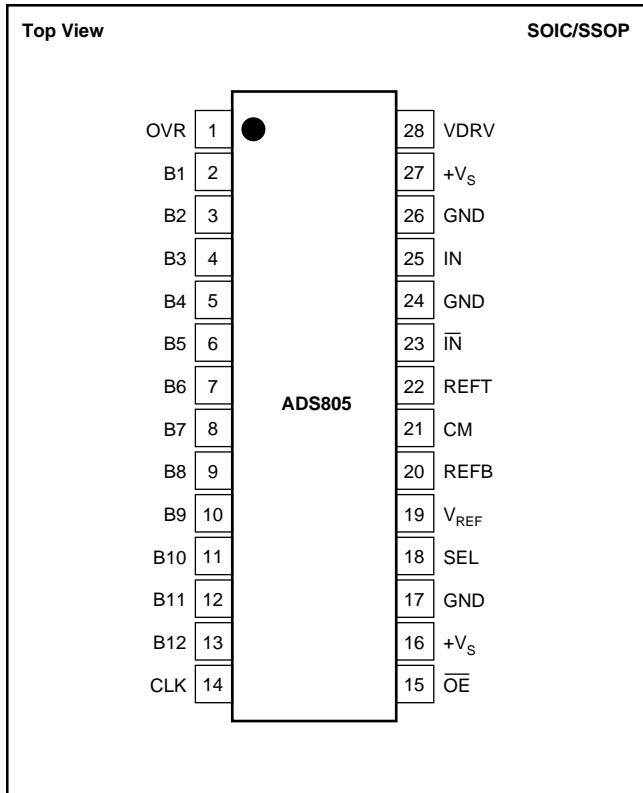 Top View SOIC/SSOP
OVR 1 28 VDRV
B1 2 27 +VS
B2 3 26 GND
B3 4 25 IN
B4 5 24 GND
B5 6 23 I̅N̅
B6 7 22 REFT
ADS805
B7 8 21 CM
B8 9 20 REFB
B9 10 19 VREF
B10 11 18 SEL
B11 12 17 GND
B12 13 16 +VS
CLK 14 15 O̅E̅